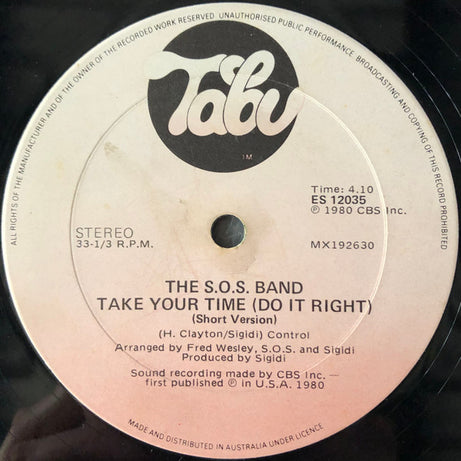 ALL RIGHTS OF THE MANUFACTURER AND OF THE OWNER OF THE RECORDED WORK RESERVED. UNAUTHORISED PUBLIC PERFORMANCE, BROADCASTING AND COPYING OF THIS RECORD PROHIBITED.
Tabu
TM
Time: 4.10
ES 12035
℗ 1980 CBS Inc.
STEREO
33-1/3 R.P.M.
MX192630
THE S.O.S. BAND
TAKE YOUR TIME (DO IT RIGHT)
(Short Version)
(H. Clayton/Sigidi) Control
Arranged by Fred Wesley, S.O.S. and Sigidi
Produced by Sigidi
Sound recording made by CBS Inc. —
first published ℗ in U.S.A. 1980
MADE AND DISTRIBUTED IN AUSTRALIA UNDER LICENCE